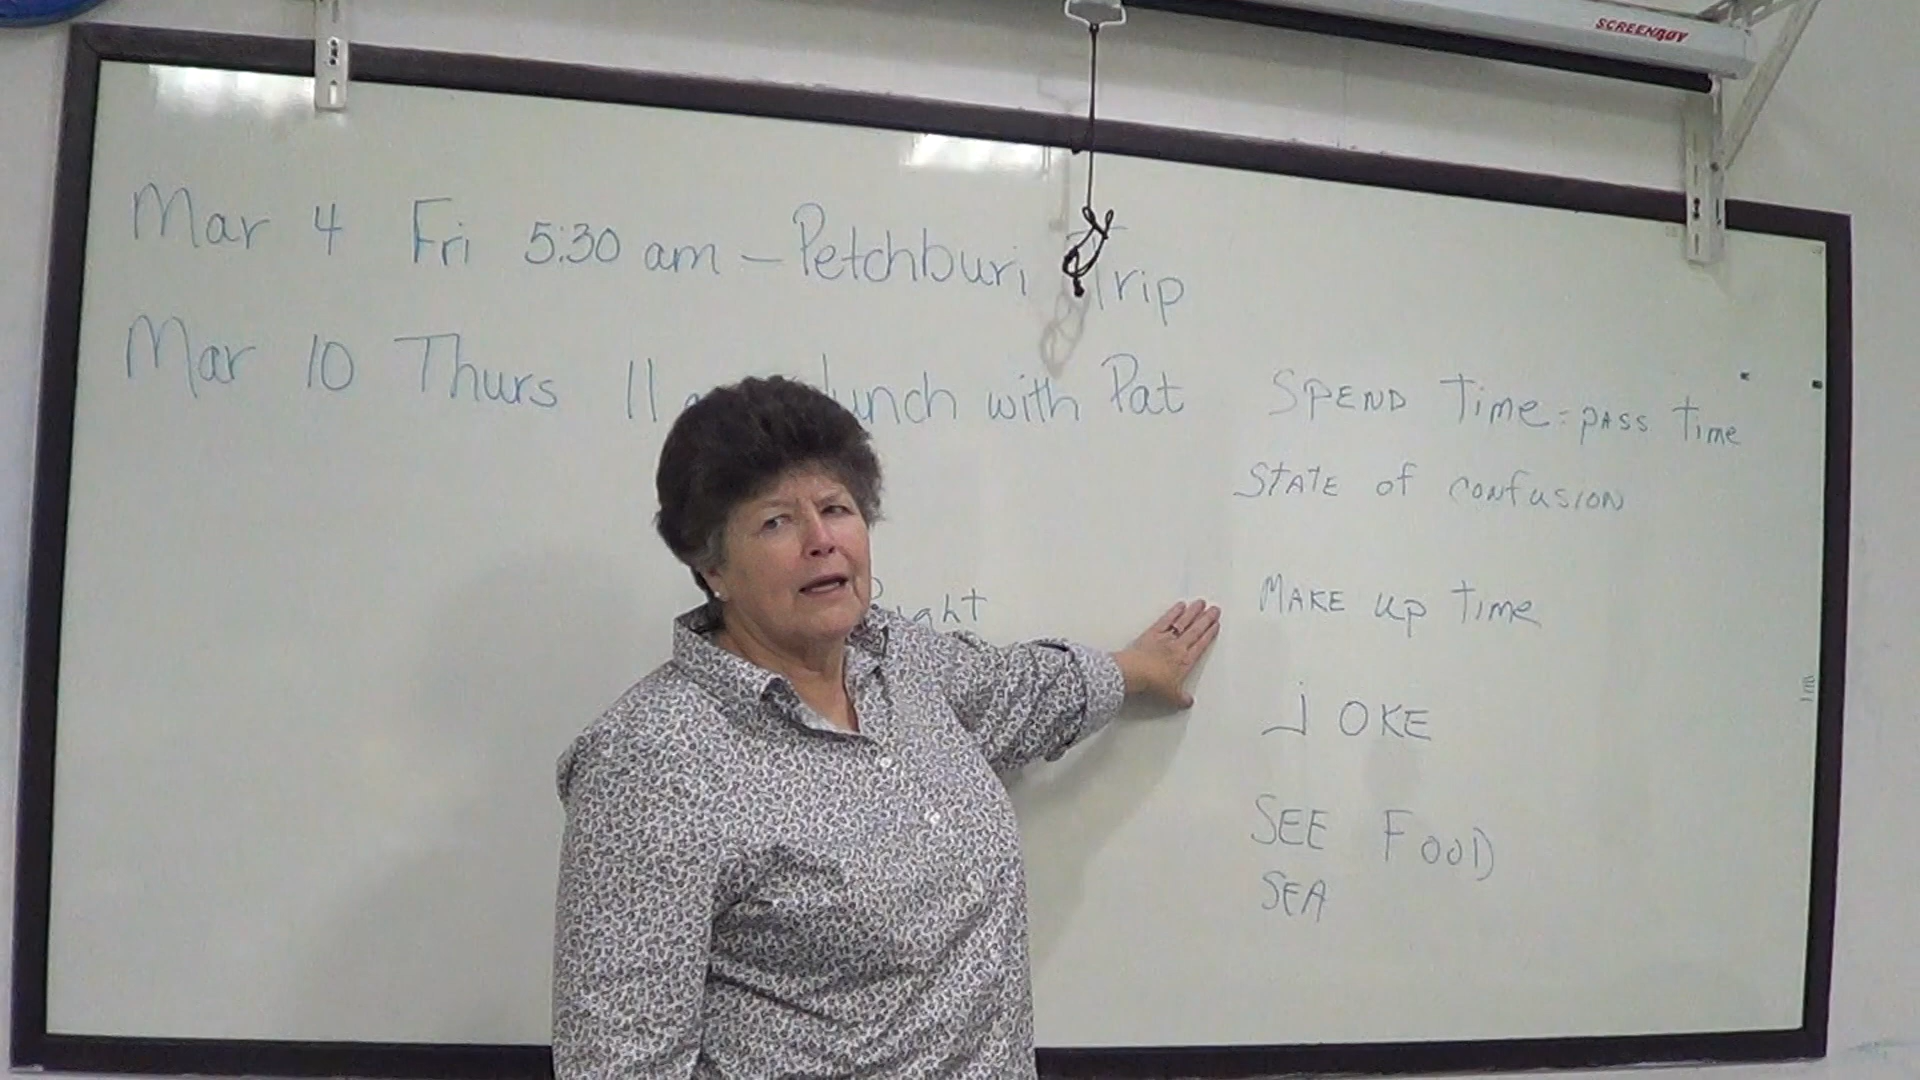 SCREENBOY
Mar 4 Fri 5:30 am – Petchburi Trip
Mar 10 Thurs 11 lunch with Pat
SPEND Time = pass Time
STATE of confusion
MAKE up Time
jOKE
SEE FOOD
SEA